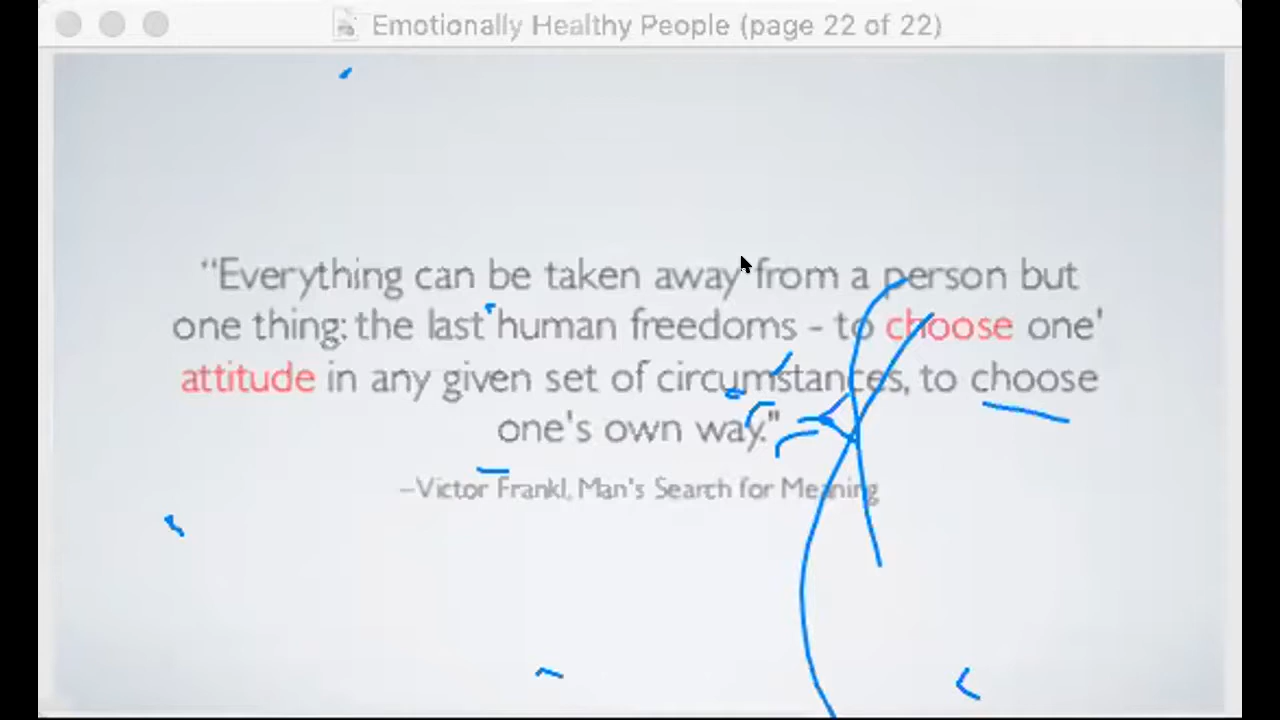 Emotionally Healthy People (page 22 of 22)
“Everything can be taken away from a person but
one thing: the last human freedoms - to choose one'
attitude in any given set of circumstances, to choose
one's own way."
–Victor Frankl, Man's Search for Meaning